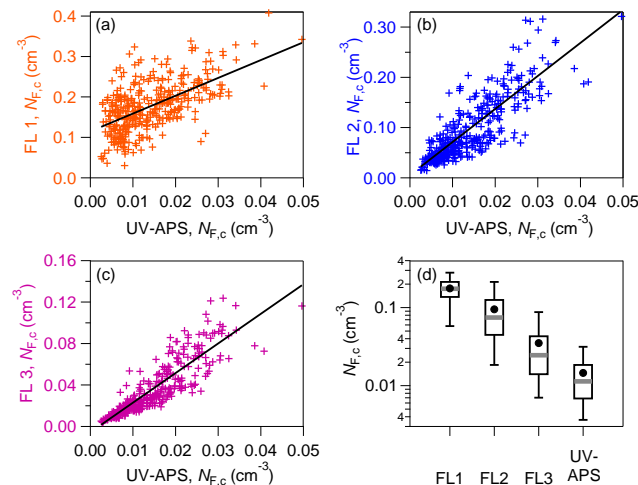 (a)
0.4
0.3
0.2
0.1
0.0
FL 1, N_F,c (cm⁻³)
0.00 0.01 0.02 0.03 0.04 0.05
UV-APS, N_F,c (cm⁻³)
(b)
0.30
0.20
0.10
0.00
FL 2, N_F,c (cm⁻³)
0.00 0.01 0.02 0.03 0.04 0.05
UV-APS, N_F,c (cm⁻³)
(c)
0.16
0.12
0.08
0.04
0.00
FL 3, N_F,c (cm⁻³)
0.00 0.01 0.02 0.03 0.04 0.05
UV-APS, N_F,c (cm⁻³)
(d)
4
2
0.1
4
2
0.01
4
N_F,c (cm⁻³)
FL1 FL2 FL3 UV-
APS